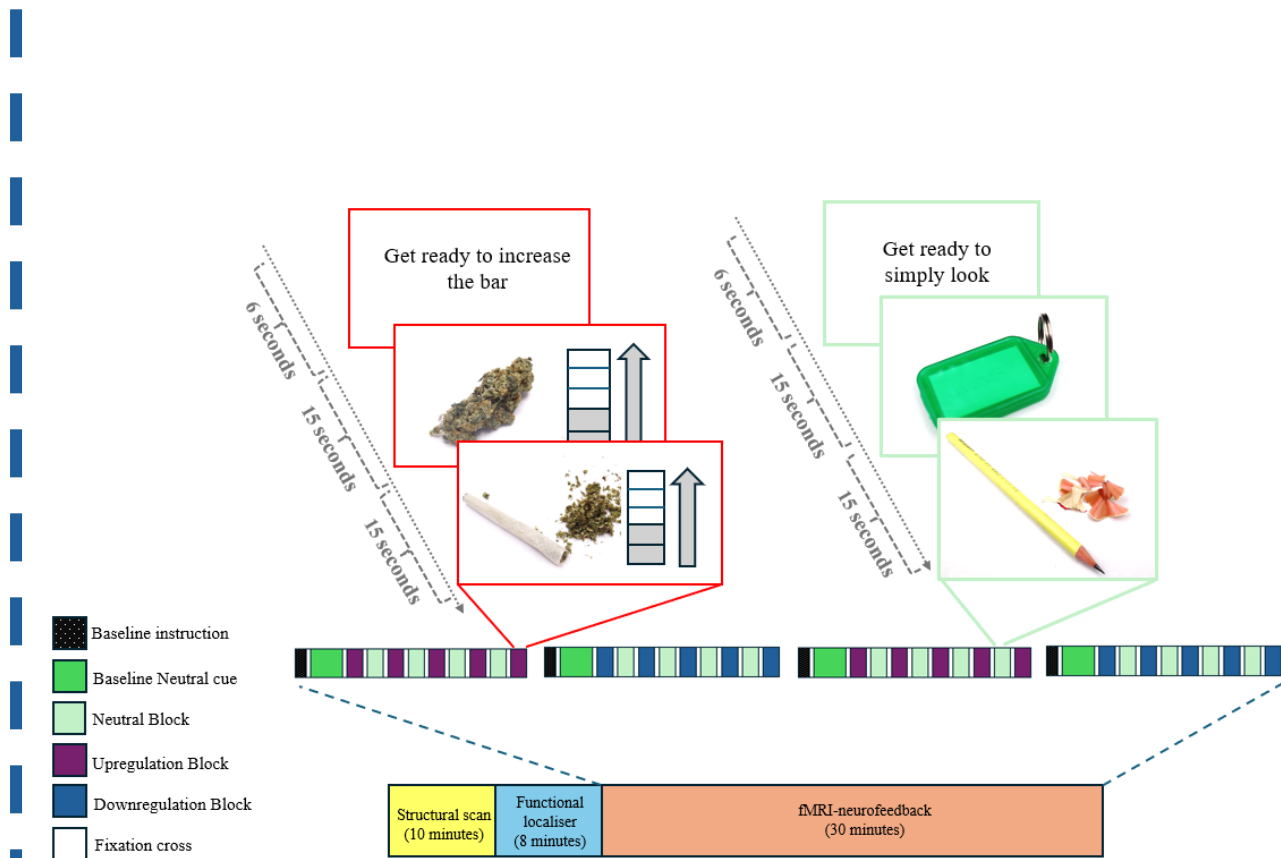 Get ready to increase
the bar
6 seconds
15 seconds
15 seconds
Get ready to
simply look
6 seconds
15 seconds
15 seconds
Baseline instruction
Baseline Neutral cue
Neutral Block
Upregulation Block
Downregulation Block
Fixation cross
Structural scan
(10 minutes)
Functional
localiser
(8 minutes)
fMRI-neurofeedback
(30 minutes)